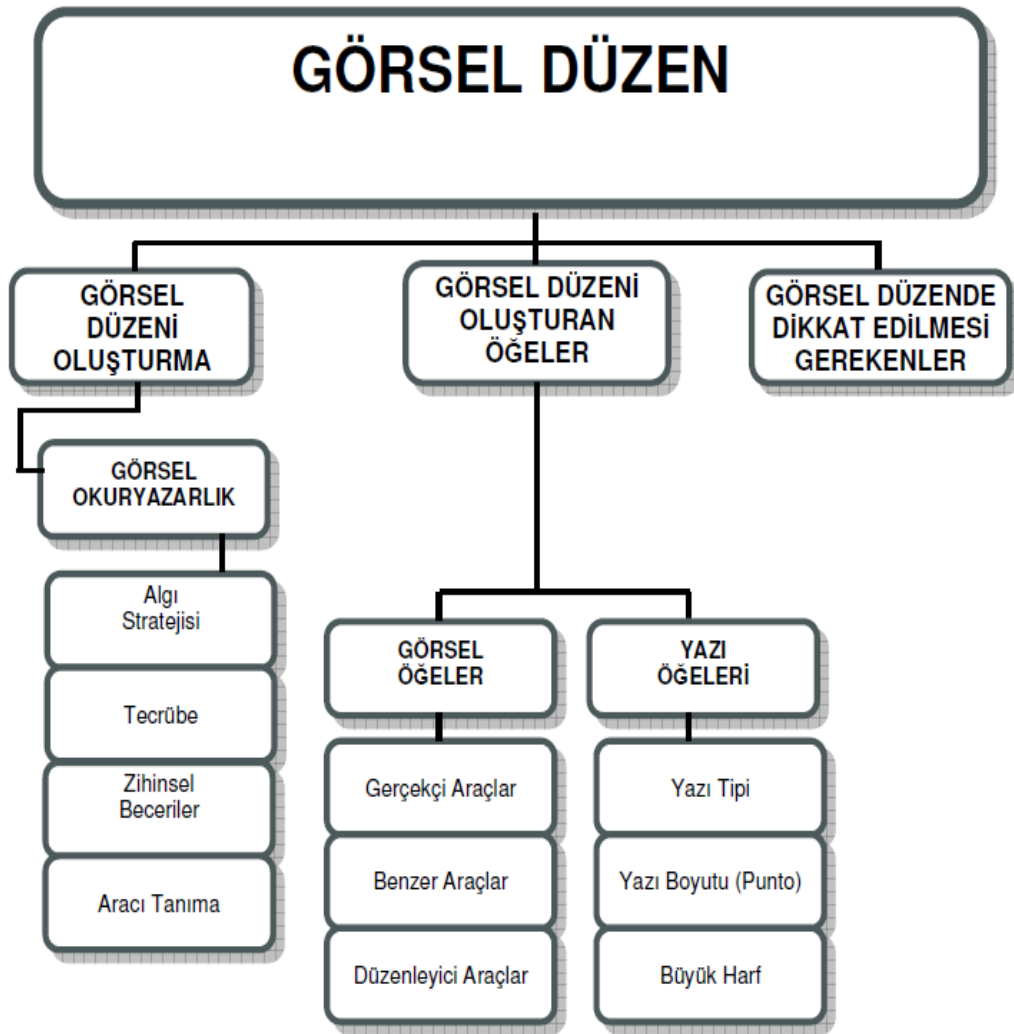 GÖRSEL DÜZEN
GÖRSEL
DÜZENİ
OLUŞTURMA
GÖRSEL DÜZENİ
OLUŞTURAN
ÖĞELER
GÖRSEL DÜZENDE
DİKKAT EDİLMESİ
GEREKENLER
GÖRSEL
OKURYAZARLIK
Algı
Stratejisi
Tecrübe
Zihinsel
Beceriler
Aracı Tanıma
GÖRSEL
ÖĞELER
Gerçekçi Araçlar
Benzer Araçlar
Düzenleyici Araçlar
YAZI
ÖĞELERİ
Yazı Tipi
Yazı Boyutu (Punto)
Büyük Harf